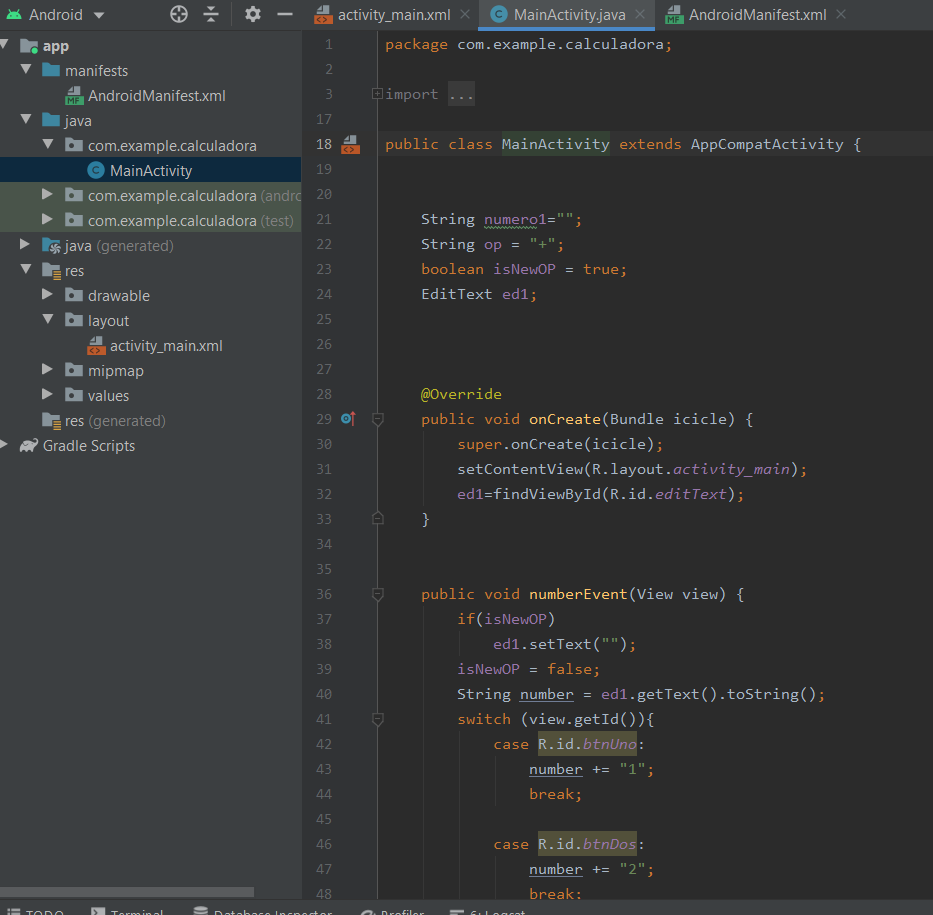 Android
activity_main.xml
MainActivity.java
AndroidManifest.xml
app
manifests
AndroidManifest.xml
java
com.example.calculadora
MainActivity
com.example.calculadora (andro
com.example.calculadora (test)
java (generated)
res
drawable
layout
activity_main.xml
mipmap
values
res (generated)
Gradle Scripts
1 package com.example.calculadora;
2
3 import ...
17
18 public class MainActivity extends AppCompatActivity {
19
20
21 String numero1="";
22 String op = "+";
23 boolean isNewOP = true;
24 EditText ed1;
25
26
27
28 @Override
29 public void onCreate(Bundle icicle) {
30 super.onCreate(icicle);
31 setContentView(R.layout.activity_main);
32 ed1=findViewById(R.id.editText);
33 }
34
35
36 public void numberEvent(View view) {
37 if(isNewOP)
38 ed1.setText("");
39 isNewOP = false;
40 String number = ed1.getText().toString();
41 switch (view.getId()){
42 case R.id.btnUno:
43 number += "1";
44 break;
45
46 case R.id.btnDos:
47 number += "2";
48 break;
TODO Terminal Database Inspector Profiler 6: Logcat